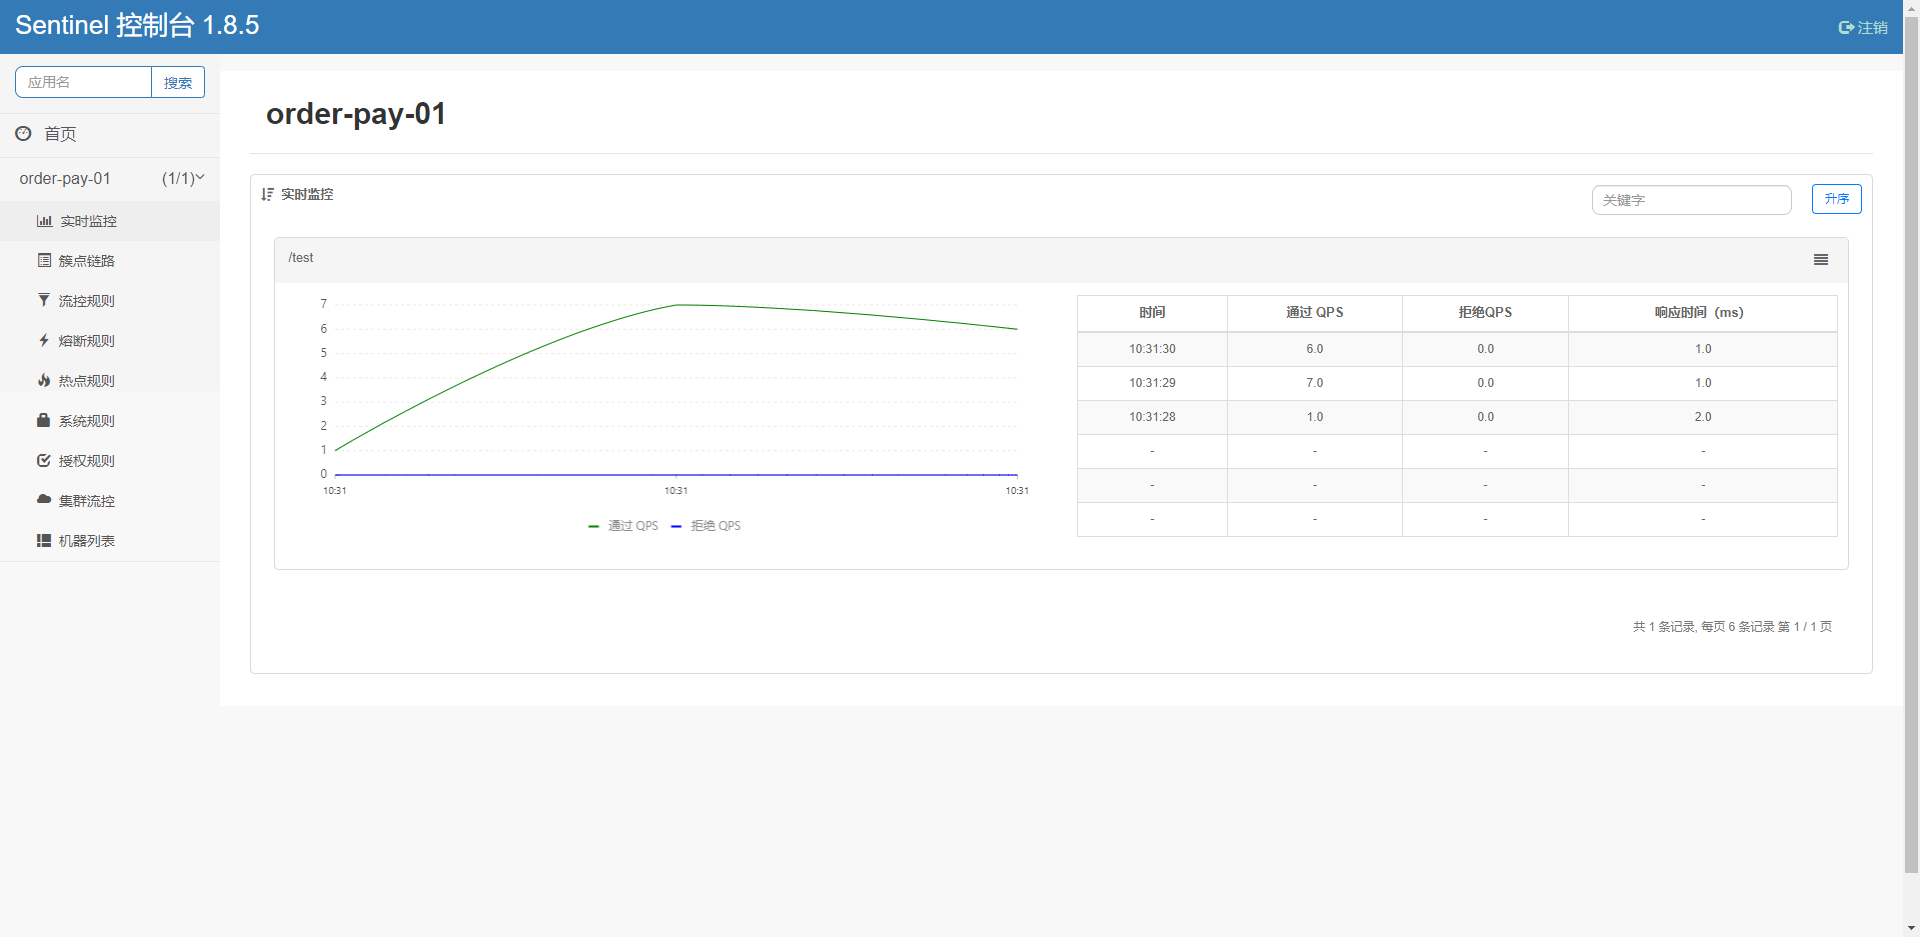 Sentinel 控制台 1.8.5
注销
应用名 搜索
首页
order-pay-01 (1/1)
实时监控
簇点链路
流控规则
熔断规则
热点规则
系统规则
授权规则
集群流控
机器列表
order-pay-01
实时监控 关键字 升序
/test
7
6
5
4
3
2
1
0
10:31 10:31 10:31
通过 QPS 拒绝 QPS
时间 通过 QPS 拒绝QPS 响应时间（ms）
10:31:30 6.0 0.0 1.0
10:31:29 7.0 0.0 1.0
10:31:28 1.0 0.0 2.0
- - - -
- - - -
- - - -
共 1 条记录, 每页 6 条记录 第 1 / 1 页